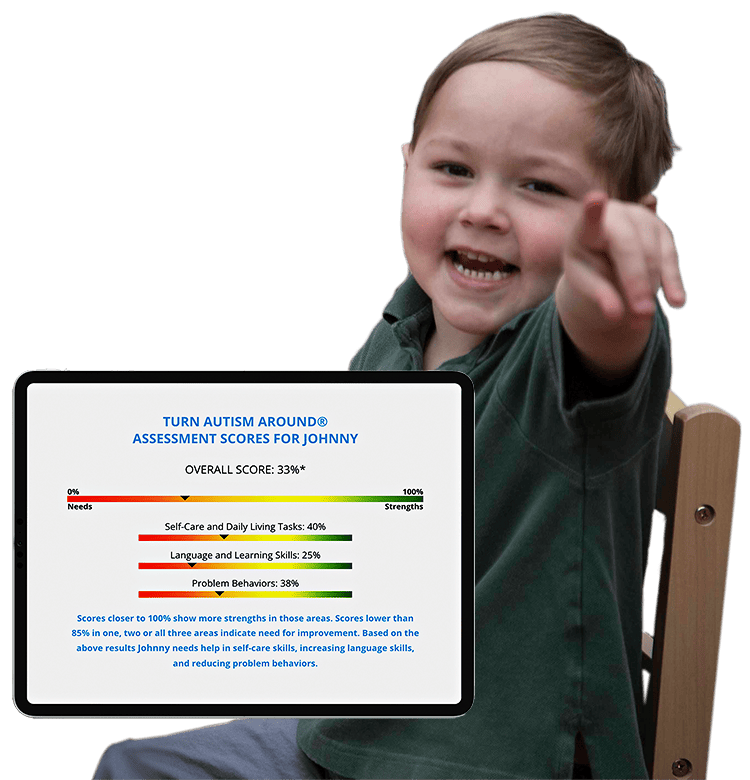 TURN AUTISM AROUND®
ASSESSMENT SCORES FOR JOHNNY
OVERALL SCORE: 33%*
0% 100%
Needs Strengths
Self-Care and Daily Living Tasks: 40%
Language and Learning Skills: 25%
Problem Behaviors: 38%
Scores closer to 100% show more strengths in those areas. Scores lower than
85% in one, two or all three areas indicate need for improvement. Based on the
above results Johnny needs help in self-care skills, increasing language skills,
and reducing problem behaviors.